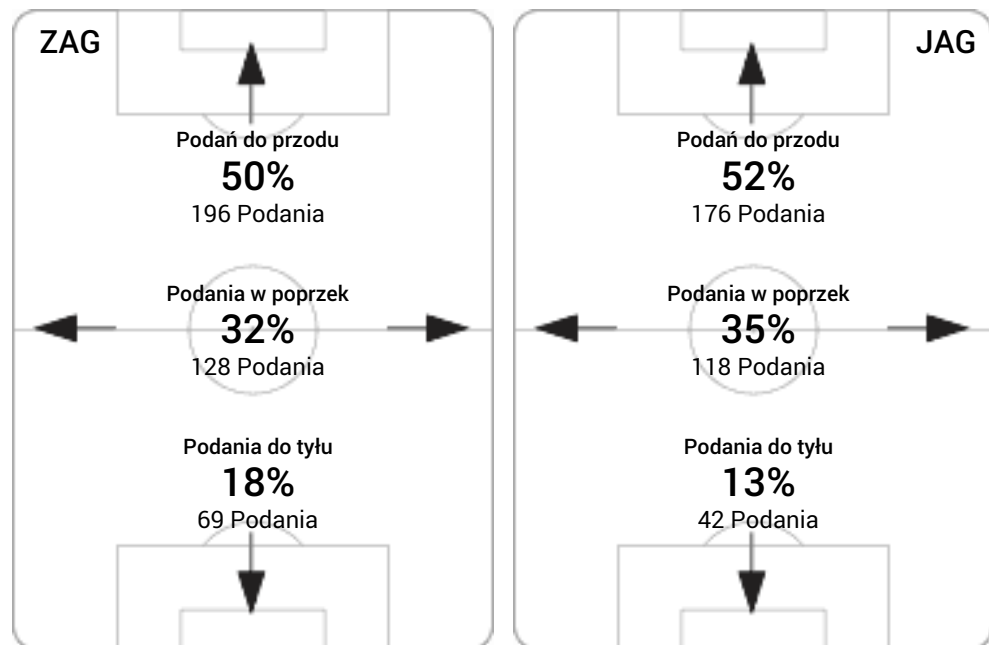 ZAG
Podań do przodu
50%
196 Podania
Podania w poprzek
32%
128 Podania
Podania do tyłu
18%
69 Podania
JAG
Podań do przodu
52%
176 Podania
Podania w poprzek
35%
118 Podania
Podania do tyłu
13%
42 Podania